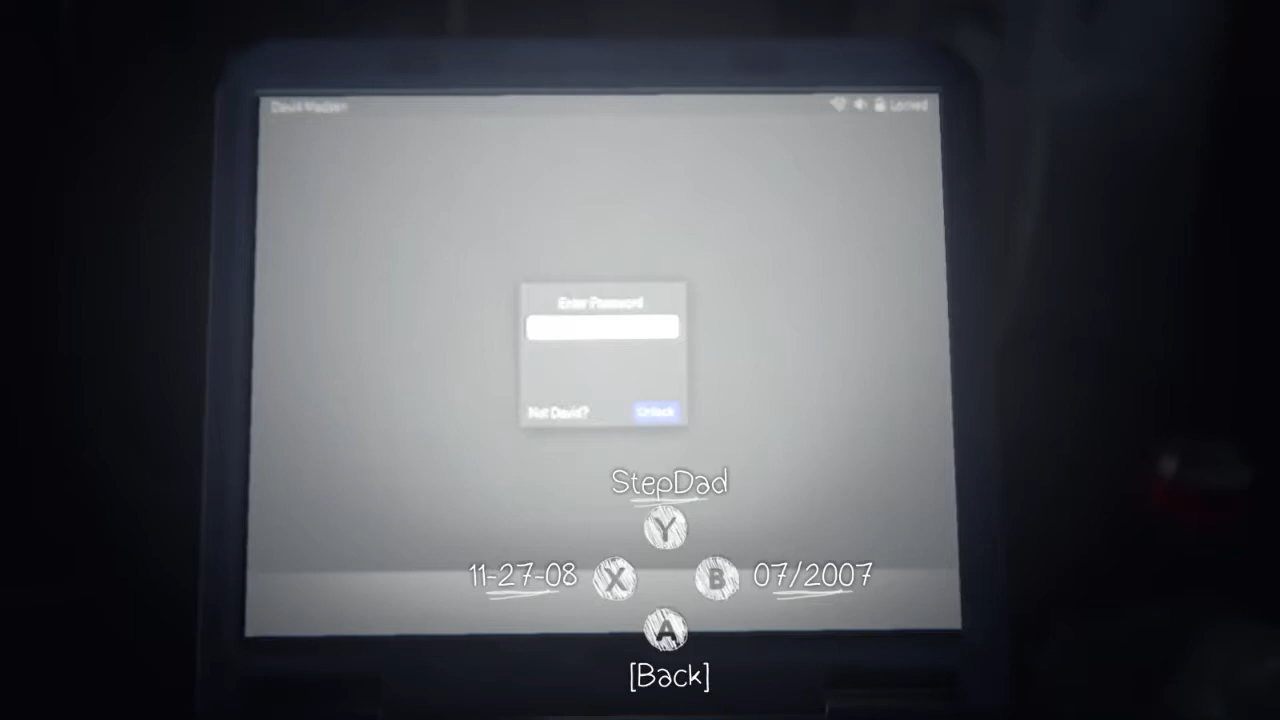 David Madsen
Locked
Enter Password
Not David?
Unlock
StepDad
Y
11-27-08
X
B
07/2007
A
[Back]